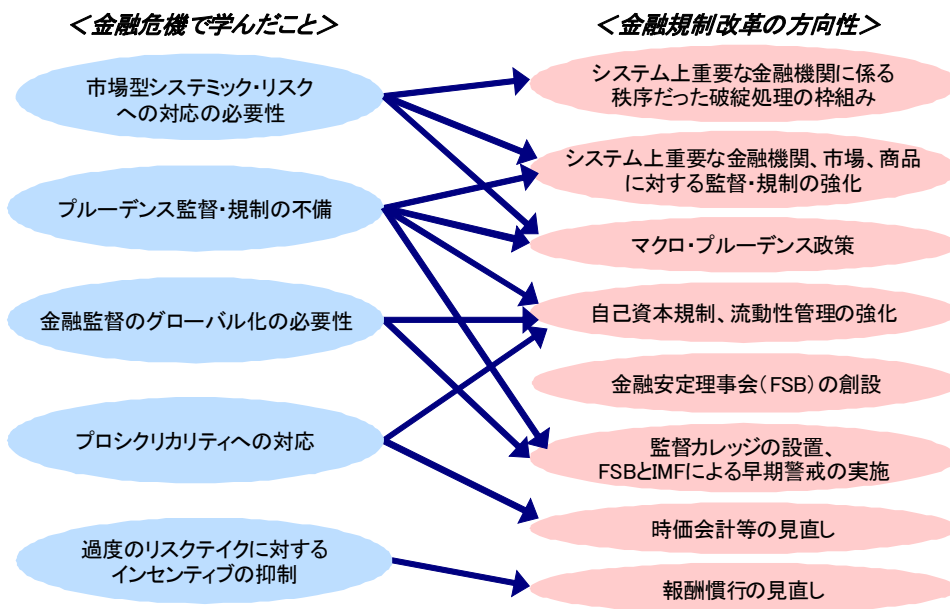 <金融危機で学んだこと>
市場型システミック・リスク
への対応の必要性
プルーデンス監督・規制の不備
金融監督のグローバル化の必要性
プロシクリカリティへの対応
過度のリスクテイクに対する
インセンティブの抑制
<金融規制改革の方向性>
システム上重要な金融機関に係る
秩序だった破綻処理の枠組み
システム上重要な金融機関、市場、商品
に対する監督・規制の強化
マクロ・プルーデンス政策
自己資本規制、流動性管理の強化
金融安定理事会(FSB)の創設
監督カレッジの設置、
FSBとIMFによる早期警戒の実施
時価会計等の見直し
報酬慣行の見直し